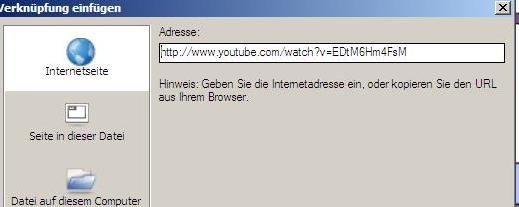 Verknüpfung einfügen
Internetseite
Seite in dieser Datei
Datei auf diesem Computer
Adresse:
http://www.youtube.com/watch?v=EDtM6Hm4FsM
Hinweis: Geben Sie die Internetadresse ein, oder kopieren Sie den URL
aus Ihrem Browser.